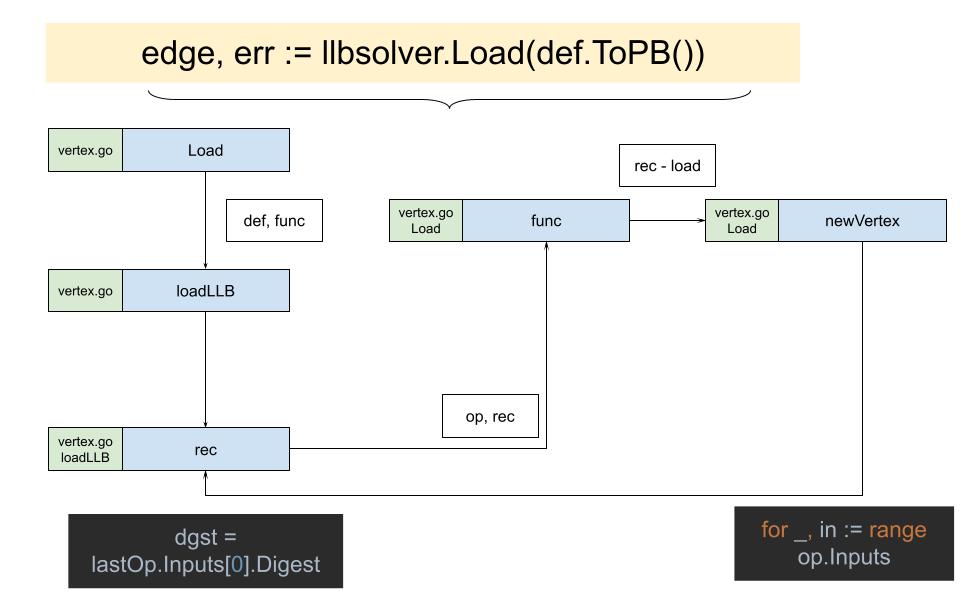 edge, err := llbsolver.Load(def.ToPB())
vertex.go
Load
def, func
vertex.go
loadLLB
vertex.go
loadLLB
rec
dgst =
lastOp.Inputs[0].Digest
op, rec
vertex.go
Load
func
rec - load
vertex.go
Load
newVertex
for _, in := range
op.Inputs